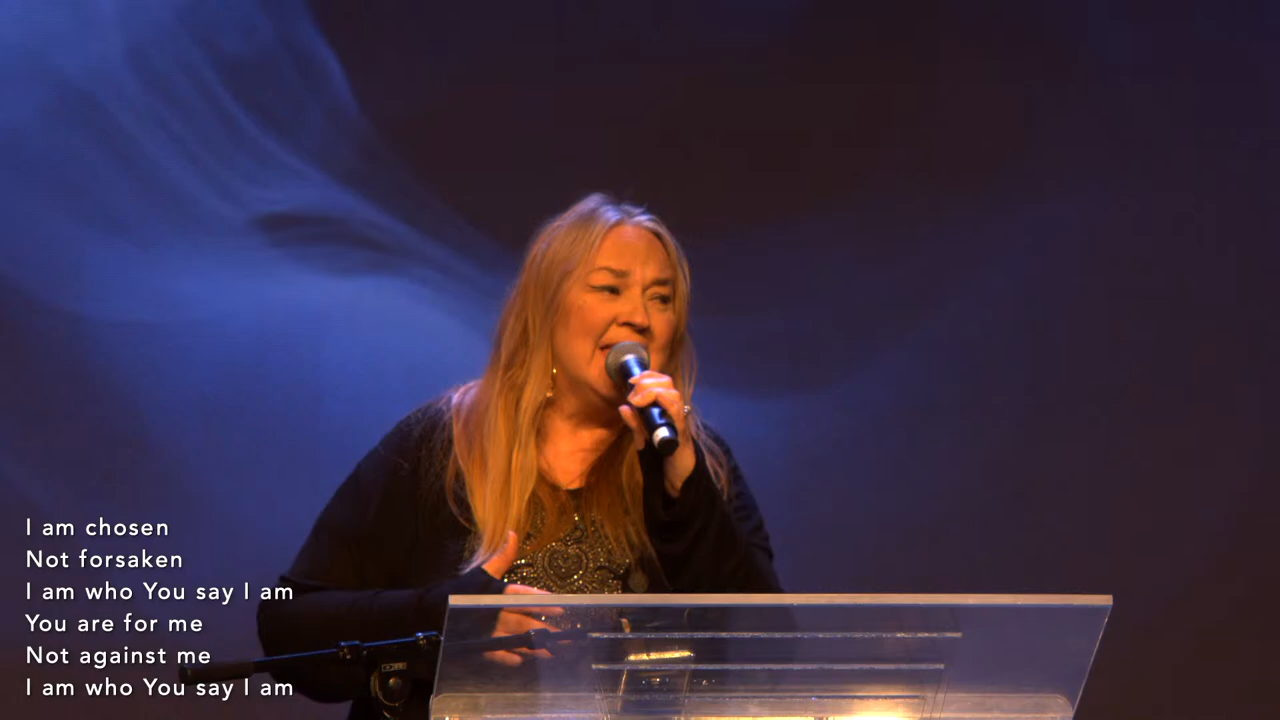 I am chosen
Not forsaken
I am who You say I am
You are for me
Not against me
I am who You say I am